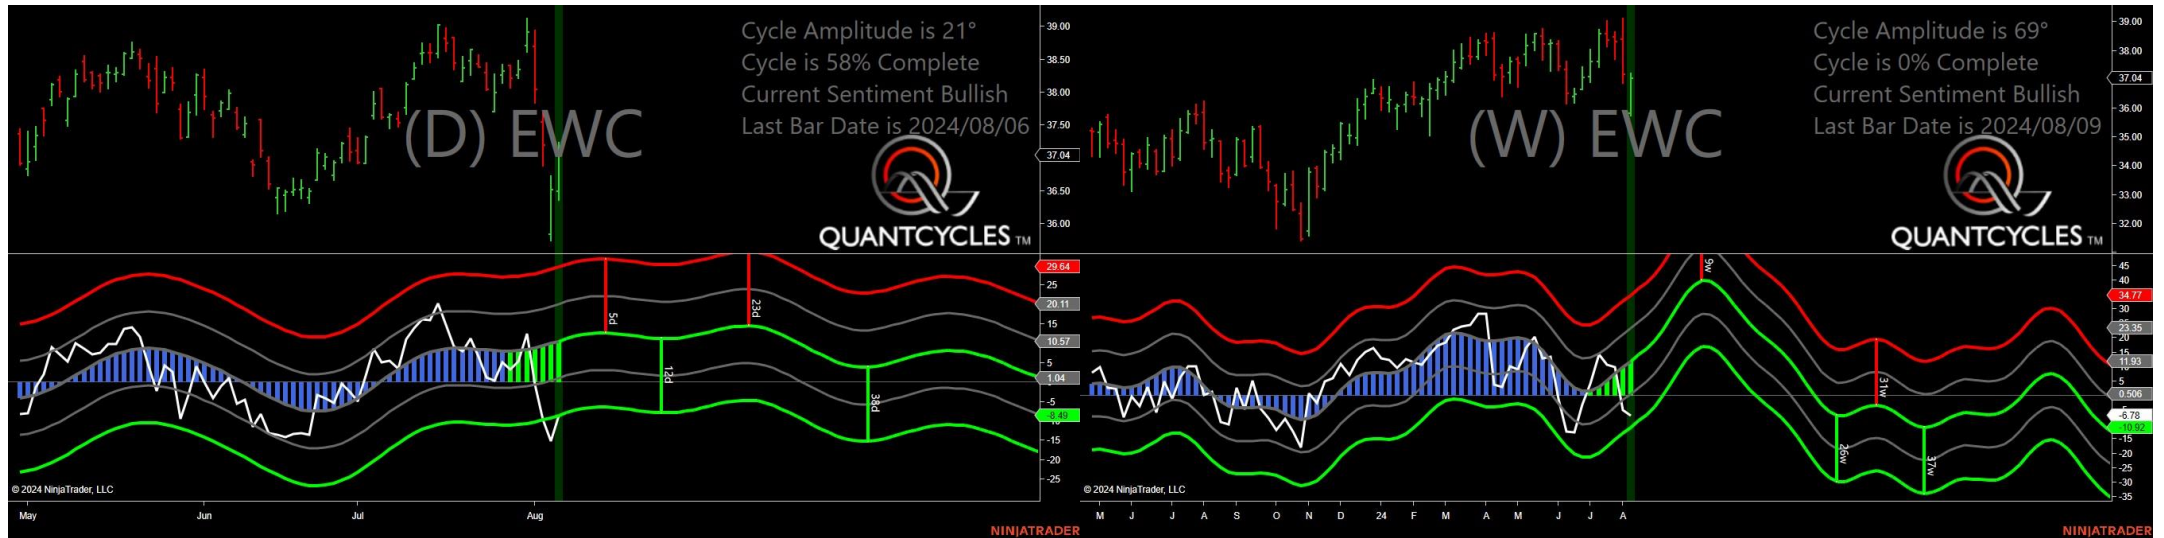 Cycle Amplitude is 21°
Cycle is 58% Complete
Current Sentiment Bullish
Last Bar Date is 2024/08/06
(D) EWC
QUANTCYCLES TM
39.00
38.50
38.00
37.50
37.04
36.50
36.00
29.64
25
20.11
15
10.57
5
1.04
-5
-8.49
-15
-20
-25
5d
23d
12d
38d
© 2024 NinjaTrader, LLC
May Jun Jul Aug
NINJATRADER
Cycle Amplitude is 69°
Cycle is 0% Complete
Current Sentiment Bullish
Last Bar Date is 2024/08/09
(W) EWC
QUANTCYCLES TM
39.00
38.00
37.04
36.00
35.00
34.00
33.00
32.00
45
40
34.77
30
23.35
20
15
11.93
5
0.506
-6.78
-10.92
-15
-20
-25
-30
-35
9w
31w
26w
37w
© 2024 NinjaTrader, LLC
M J J A S O N D 24 F M A M J J A
NINJATRADER